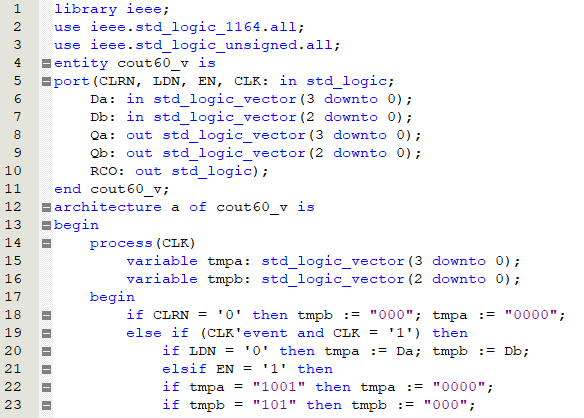 1 library ieee;
2 use ieee.std_logic_1164.all;
3 use ieee.std_logic_unsigned.all;
4 entity cout60_v is
5 port(CLRN, LDN, EN, CLK: in std_logic;
6 Da: in std_logic_vector(3 downto 0);
7 Db: in std_logic_vector(2 downto 0);
8 Qa: out std_logic_vector(3 downto 0);
9 Qb: out std_logic_vector(2 downto 0);
10 RCO: out std_logic);
11 end cout60_v;
12 architecture a of cout60_v is
13 begin
14 process(CLK)
15 variable tmpa: std_logic_vector(3 downto 0);
16 variable tmpb: std_logic_vector(2 downto 0);
17 begin
18 if CLRN = '0' then tmpb := "000"; tmpa := "0000";
19 else if (CLK'event and CLK = '1') then
20 if LDN = '0' then tmpa := Da; tmpb := Db;
21 elsif EN = '1' then
22 if tmpa = "1001" then tmpa := "0000";
23 if tmpb = "101" then tmpb := "000";